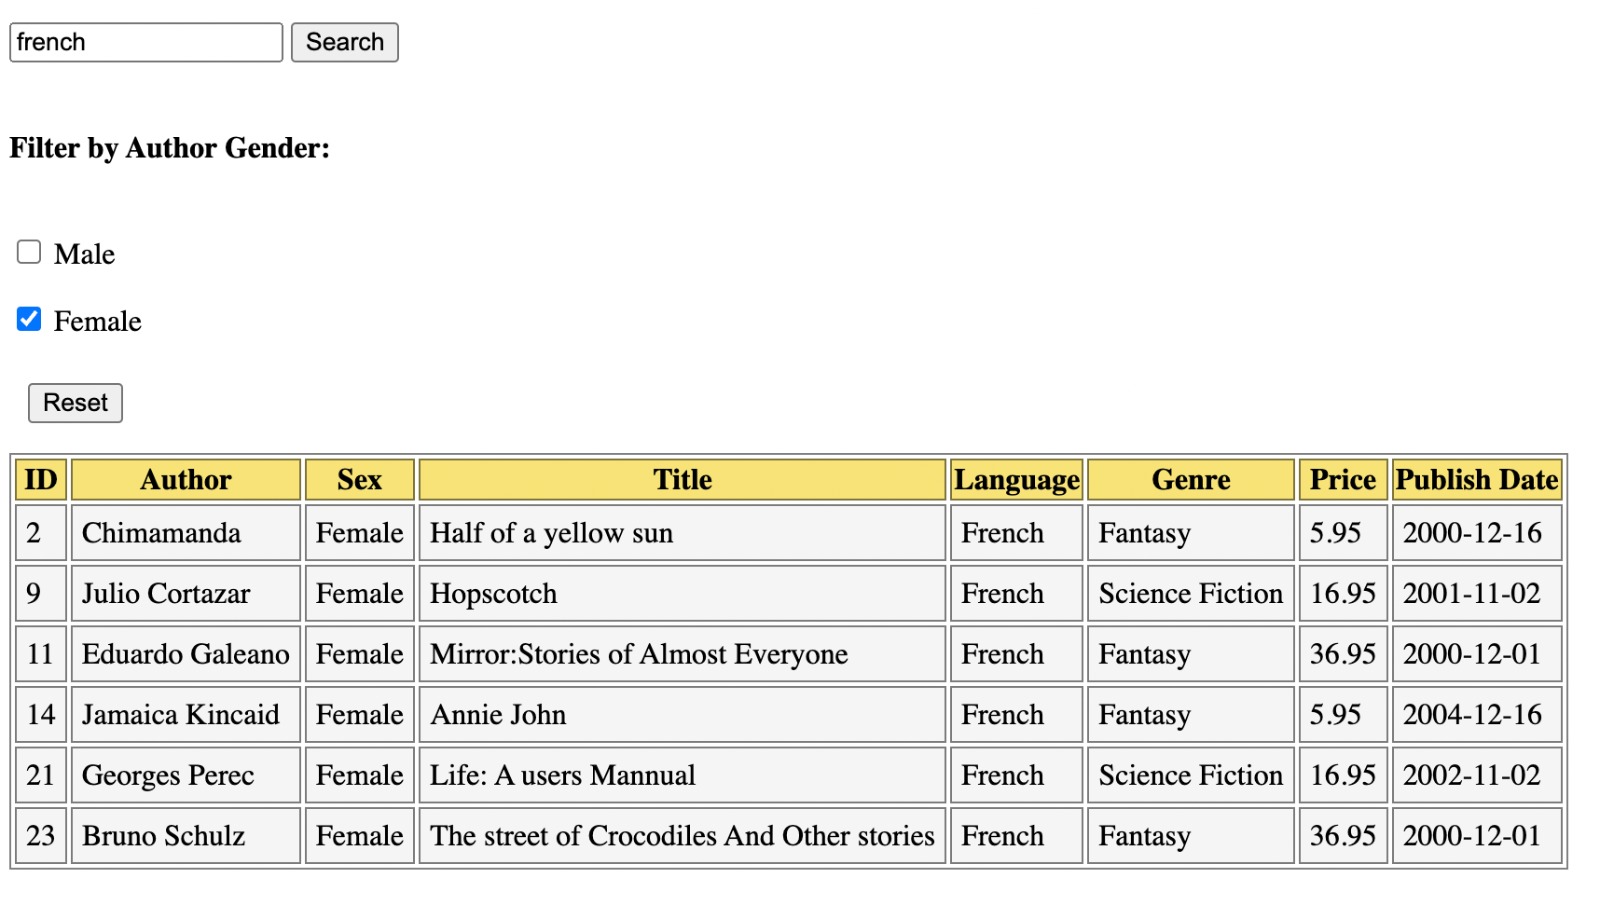 french Search
Filter by Author Gender:
Male
Female
Reset
ID Author Sex Title Language Genre Price Publish Date
2 Chimamanda Female Half of a yellow sun French Fantasy 5.95 2000-12-16
9 Julio Cortazar Female Hopscotch French Science Fiction 16.95 2001-11-02
11 Eduardo Galeano Female Mirror:Stories of Almost Everyone French Fantasy 36.95 2000-12-01
14 Jamaica Kincaid Female Annie John French Fantasy 5.95 2004-12-16
21 Georges Perec Female Life: A users Mannual French Science Fiction 16.95 2002-11-02
23 Bruno Schulz Female The street of Crocodiles And Other stories French Fantasy 36.95 2000-12-01